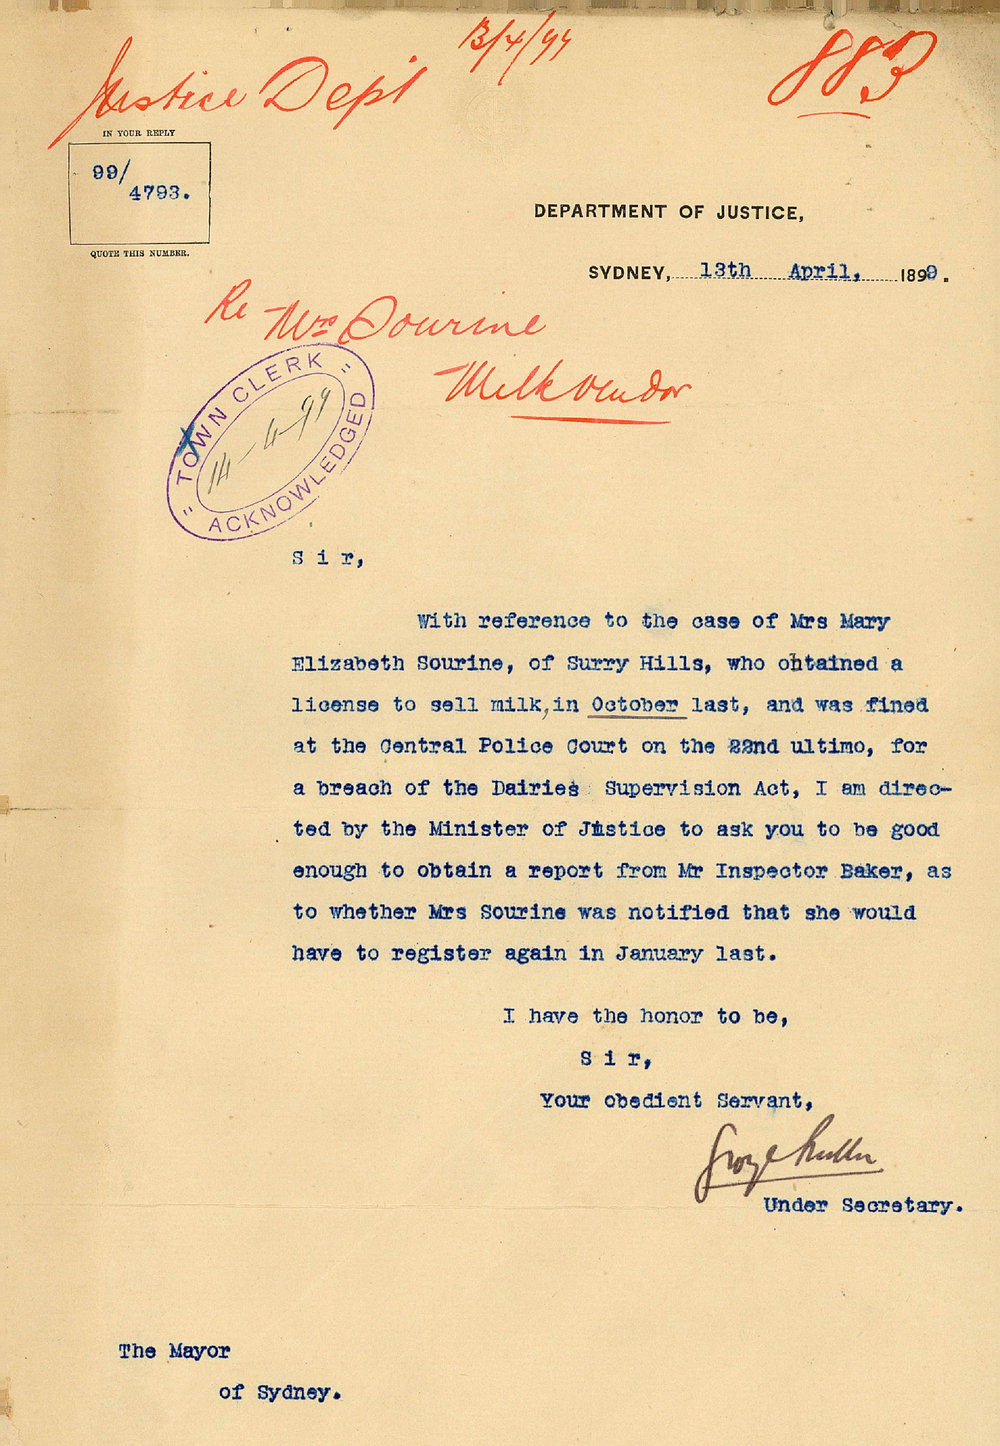 13/4/99
883
Justice Dept
IN YOUR REPLY
99/
4793.
QUOTE THIS NUMBER.
DEPARTMENT OF JUSTICE,
SYDNEY, 13th April, 1899.
Re Mrs Sourine
Milkvendor
TOWN CLERK
14-4-99
ACKNOWLEDGED
Sir,
With reference to the case of Mrs Mary
Elizabeth Sourine, of Surry Hills, who obtained a
license to sell milk, in October last, and was fined
at the Central Police Court on the 22nd ultimo, for
a breach of the Dairies Supervision Act, I am direc-
ted by the Minister of Justice to ask you to be good
enough to obtain a report from Mr Inspector Baker, as
to whether Mrs Sourine was notified that she would
have to register again in January last.
I have the honor to be,
Sir,
Your obedient Servant,
George Miller
Under Secretary.
The Mayor
of Sydney.